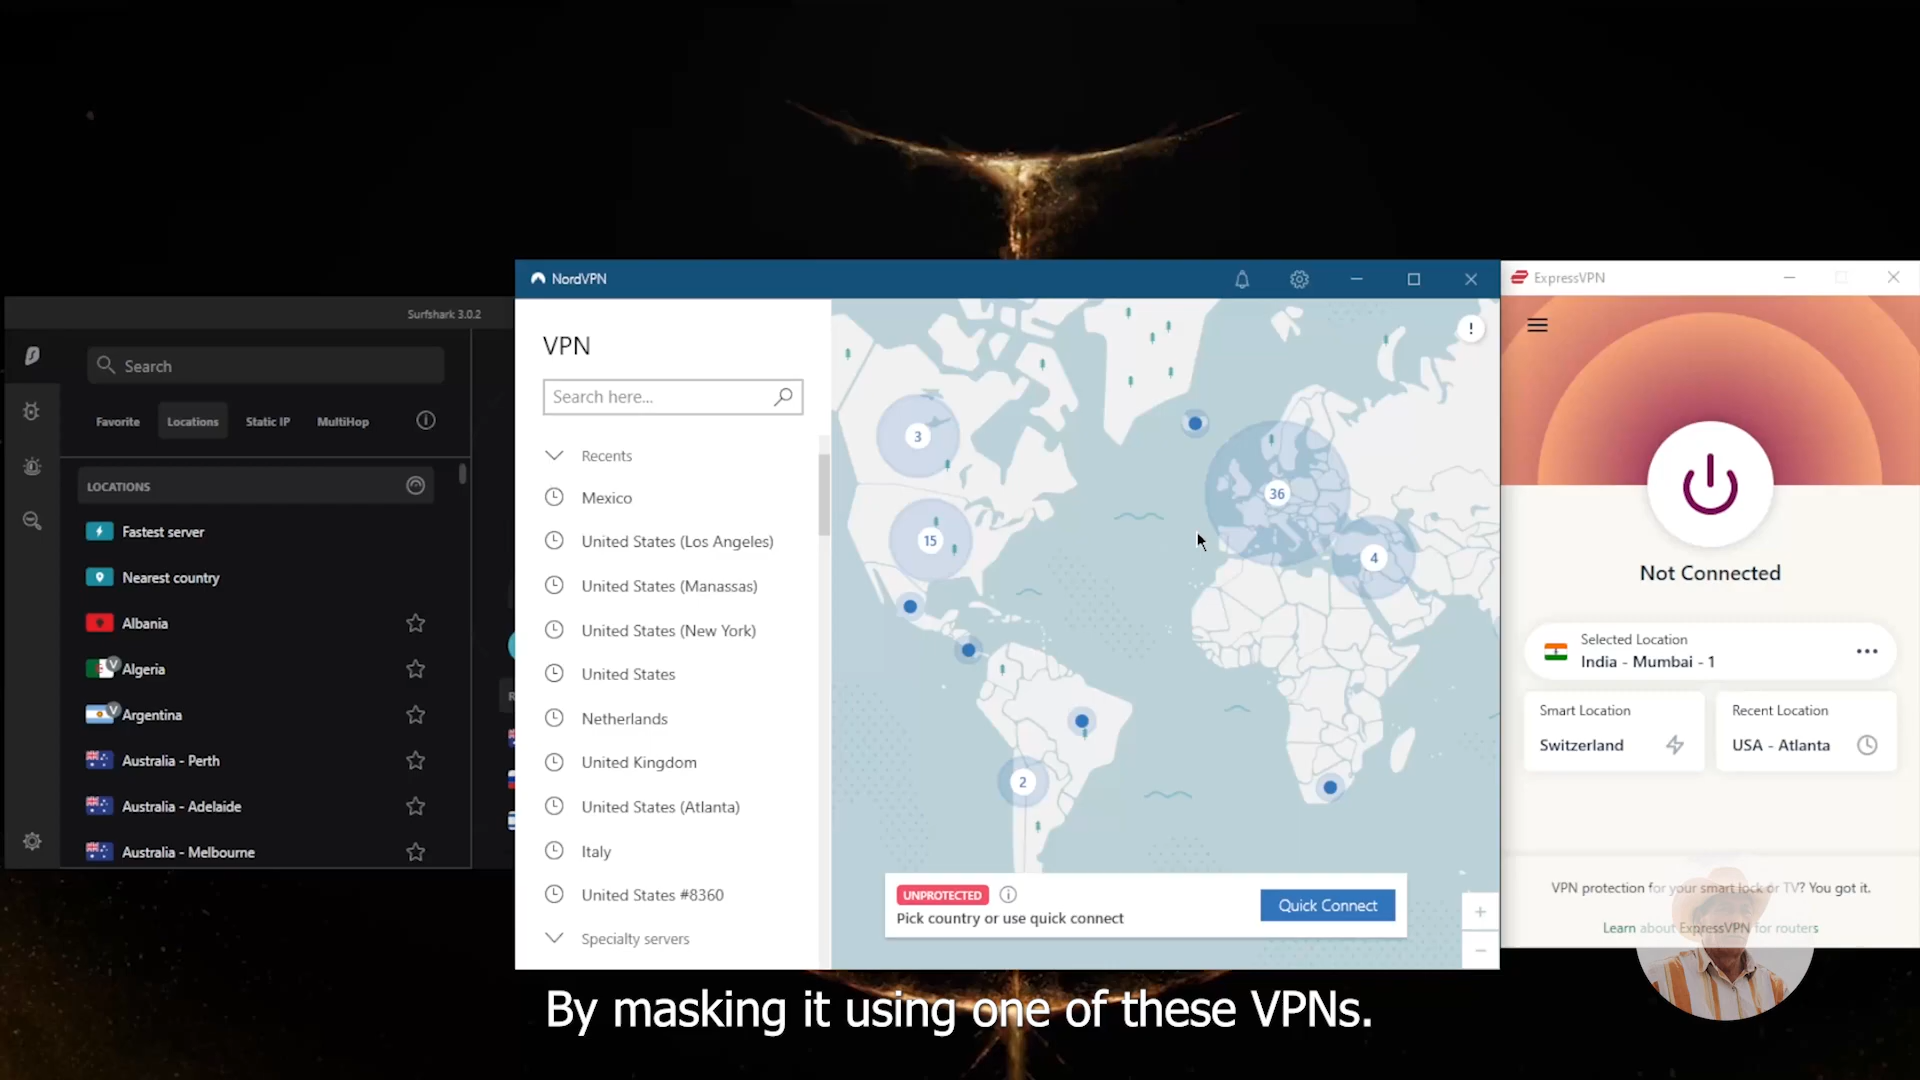 Surfshark 3.0.2
Search
Favorite
Locations
Static IP
MultiHop
LOCATIONS
Fastest server
Nearest country
Albania
V
Algeria
V
Argentina
Australia - Perth
Australia - Adelaide
Australia - Melbourne
NordVPN
VPN
Search here...
Recents
Mexico
United States (Los Angeles)
United States (Manassas)
United States (New York)
United States
Netherlands
United Kingdom
United States (Atlanta)
Italy
United States #8360
Specialty servers
3
15
36
4
2
!
UNPROTECTED
Pick country or use quick connect
Quick Connect
+
-
ExpressVPN
Not Connected
Selected Location
India - Mumbai - 1
Smart Location
Switzerland
Recent Location
USA - Atlanta
VPN protection for your smart lock or TV? You got it.
Learn about ExpressVPN for routers
By masking it using one of these VPNs.